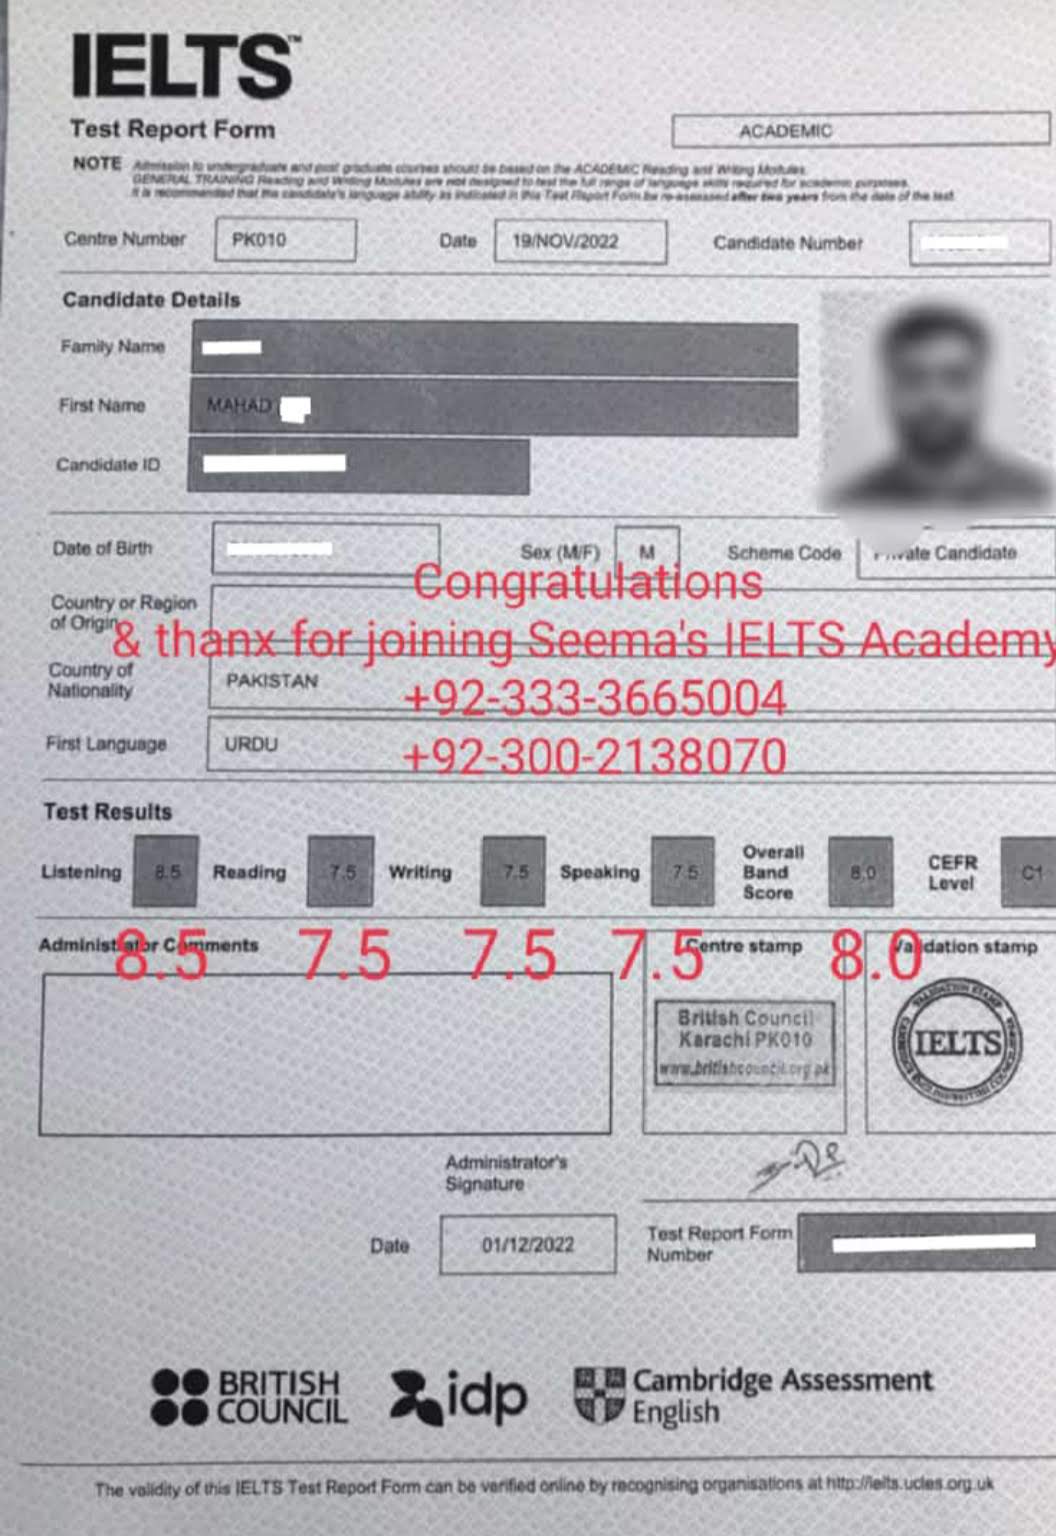 IELTS™
Test Report Form
ACADEMIC
NOTE Admission to undergraduate and post graduate courses should be based on the ACADEMIC Reading and Writing Modules.
GENERAL TRAINING Reading and Writing Modules are not designed to test the full range of language skills required for academic purposes.
It is recommended that the candidate's language ability as indicated in this Test Report Form be re-assessed after two years from the date of the test.
Centre Number PK010 Date 19/NOV/2022 Candidate Number
Candidate Details
Family Name
First Name MAHAD
Candidate ID
Date of Birth Sex (M/F) M Scheme Code Private Candidate
Congratulations
Country or Region
of Origin
& thanx for joining Seema's IELTS Academy
Country of
Nationality PAKISTAN
+92-333-3665004
First Language URDU
+92-300-2138070
Test Results
Listening 8.5 Reading 7.5 Writing 7.5 Speaking 7.5 Overall Band Score 8.0 CEFR Level C1
Administrator Comments Centre stamp Validation stamp
8.5 7.5 7.5 7.5 8.0
British Council
Karachi PK010
www.britishcouncil.org.pk
IELTS
Administrator's
Signature
Date 01/12/2022 Test Report Form
Number
BRITISH
COUNCIL
idp
Cambridge Assessment
English
The validity of this IELTS Test Report Form can be verified online by recognising organisations at http://ielts.ucles.org.uk